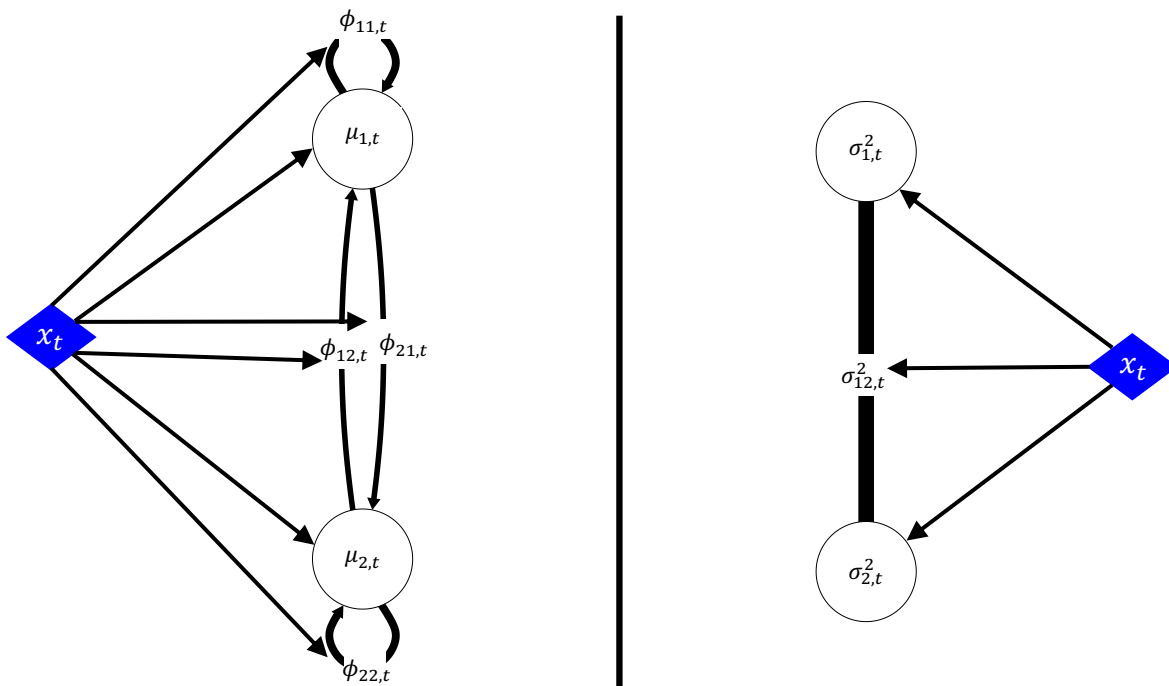 ϕ₁₁,ₜ
μ₁,ₜ
xₜ
ϕ₁₂,ₜ
ϕ₂₁,ₜ
μ₂,ₜ
ϕ₂₂,ₜ
σ²₁,ₜ
σ²₁₂,ₜ
xₜ
σ²₂,ₜ